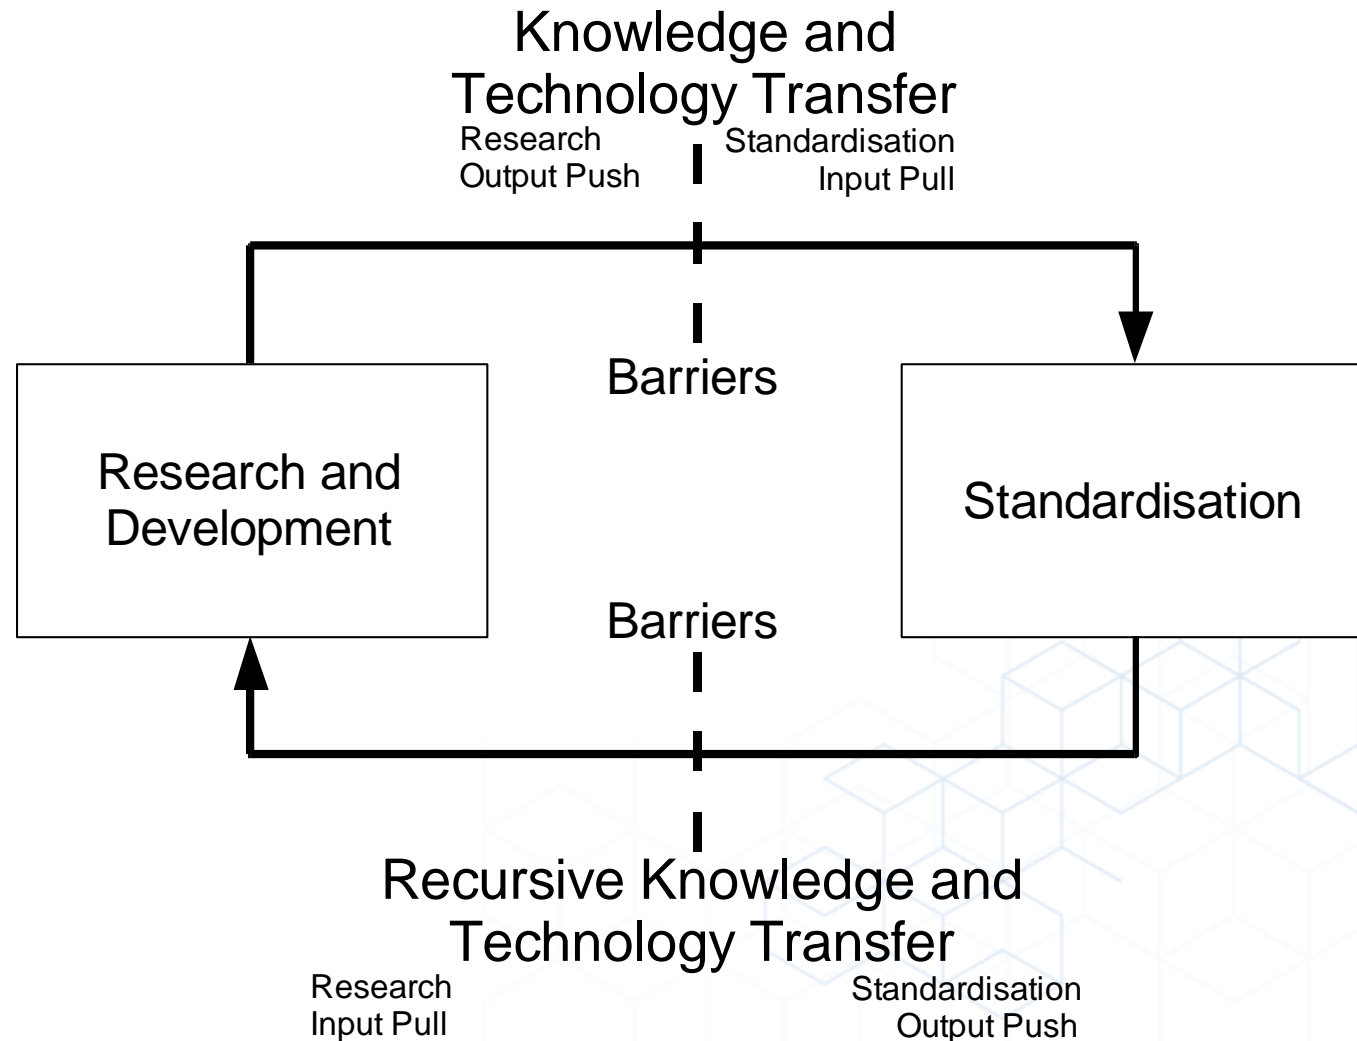 Knowledge and
Technology Transfer
Research
Output Push
Standardisation
Input Pull
Barriers
Research and
Development
Standardisation
Barriers
Recursive Knowledge and
Technology Transfer
Research
Input Pull
Standardisation
Output Push